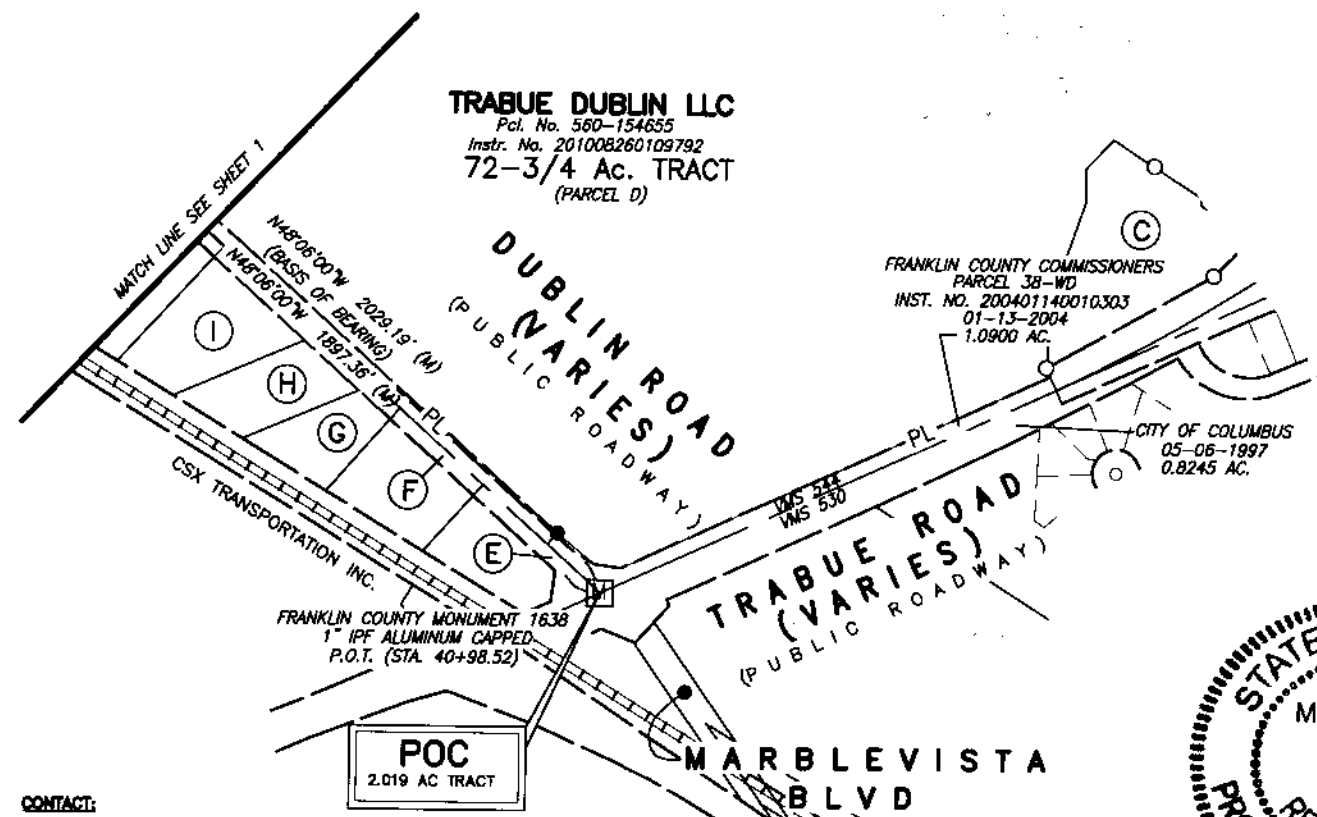 TRABUE DUBLIN LLC
Pcl. No. 560-154655
Instr. No. 201008260109792
72-3/4 Ac. TRACT
(PARCEL D)
MATCH LINE SEE SHEET 1
N48°06'00"W 2029.19' (M)
(BASIS OF BEARING)
N48°06'00"W 1897.36' (M)
PL
DUBLIN ROAD
(VARIES)
(PUBLIC ROADWAY)
C
FRANKLIN COUNTY COMMISSIONERS
PARCEL 38-WD
INST. NO. 200401140010303
01-13-2004
1.0900 AC.
I
H
G
F
E
CSX TRANSPORTATION INC.
PL
VMS 544
VMS 530
CITY OF COLUMBUS
05-06-1997
0.8245 AC.
TRABUE ROAD
(VARIES)
(PUBLIC ROADWAY)
M
FRANKLIN COUNTY MONUMENT 1638
1" IPF ALUMINUM CAPPED
P.O.T. (STA. 40+98.52)
POC
2.019 AC TRACT
MARBLEVISTA
BLVD
STATE
M
CONTACT: